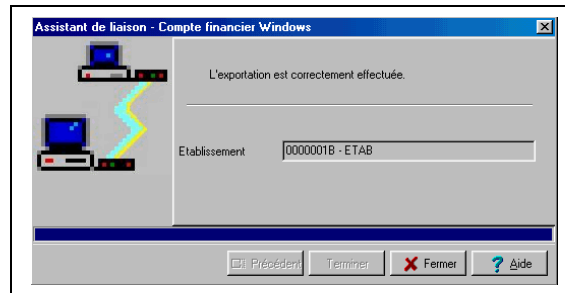 Assistant de liaison - Compte financier Windows
L'exportation est correctement effectuée.
Etablissement 0000001B - ETAB
Précédent Terminer Fermer Aide